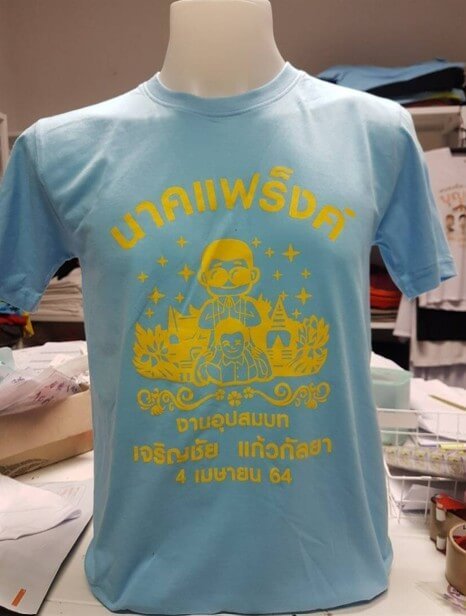 นาคแฟร็งค์
งานอุปสมบท
เจริญชัย แก้วกัลยา
4 เมษายน 64